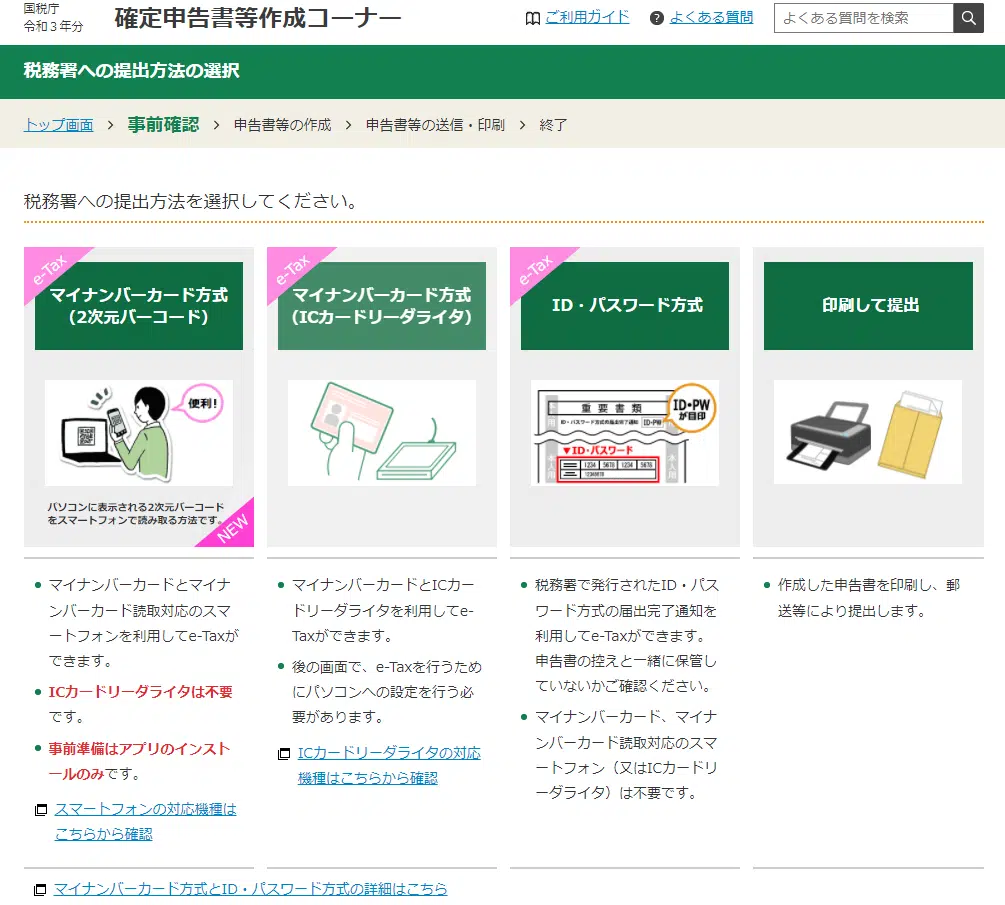 国税庁
令和３年分
確定申告書等作成コーナー
ご利用ガイド
よくある質問
よくある質問を検索
税務署への提出方法の選択
トップ画面 > 事前確認 > 申告書等の作成 > 申告書等の送信・印刷 > 終了
税務署への提出方法を選択してください。
e-Tax
マイナンバーカード方式
（2次元バーコード）
便利!
パソコンに表示される2次元バーコード
をスマートフォンで読み取る方法です。
NEW
マイナンバーカードとマイナ
ンバーカード読取対応のスマ
ートフォンを利用してe-Taxが
できます。
ICカードリーダライタは不要
です。
事前準備はアプリのインスト
ールのみです。
スマートフォンの対応機種は
こちらから確認
e-Tax
マイナンバーカード方式
（ICカードリーダライタ）
マイナンバーカードとICカー
ドリーダライタを利用してe-
Taxができます。
後の画面で、e-Taxを行うため
にパソコンへの設定を行う必
要があります。
ICカードリーダライタの対応
機種はこちらから確認
e-Tax
ID・パスワード方式
重要書類
ID・パスワード方式の届出完了通知
ID・PW
ID・PW
が目印
▼ID・パスワード
1234 5678 1234 5678
税務署で発行されたID・パス
ワード方式の届出完了通知を
利用してe-Taxができます。
申告書の控えと一緒に保管し
ていないかご確認ください。
マイナンバーカード、マイナ
ンバーカード読取対応のスマ
ートフォン（又はICカードリ
ーダライタ）は不要です。
印刷して提出
作成した申告書を印刷し、郵
送等により提出します。
マイナンバーカード方式とID・パスワード方式の詳細はこちら